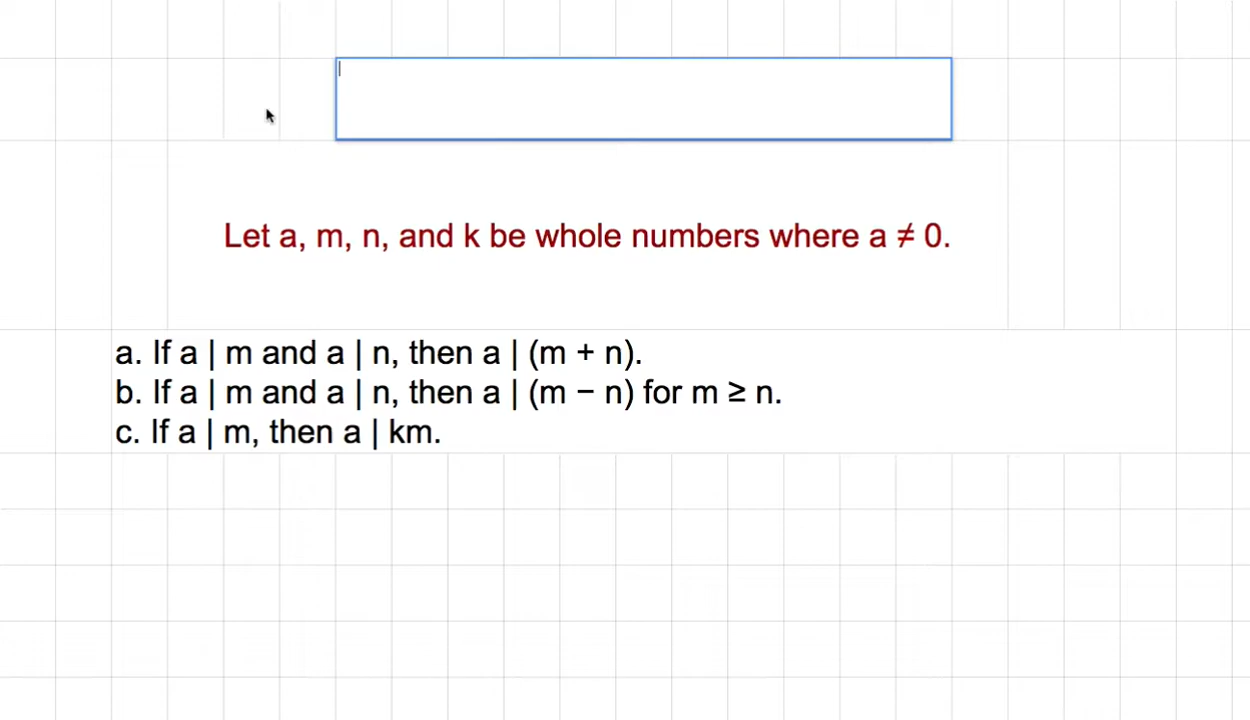 Let a, m, n, and k be whole numbers where a ≠ 0.
a. If a | m and a | n, then a | (m + n).
b. If a | m and a | n, then a | (m − n) for m ≥ n.
c. If a | m, then a | km.